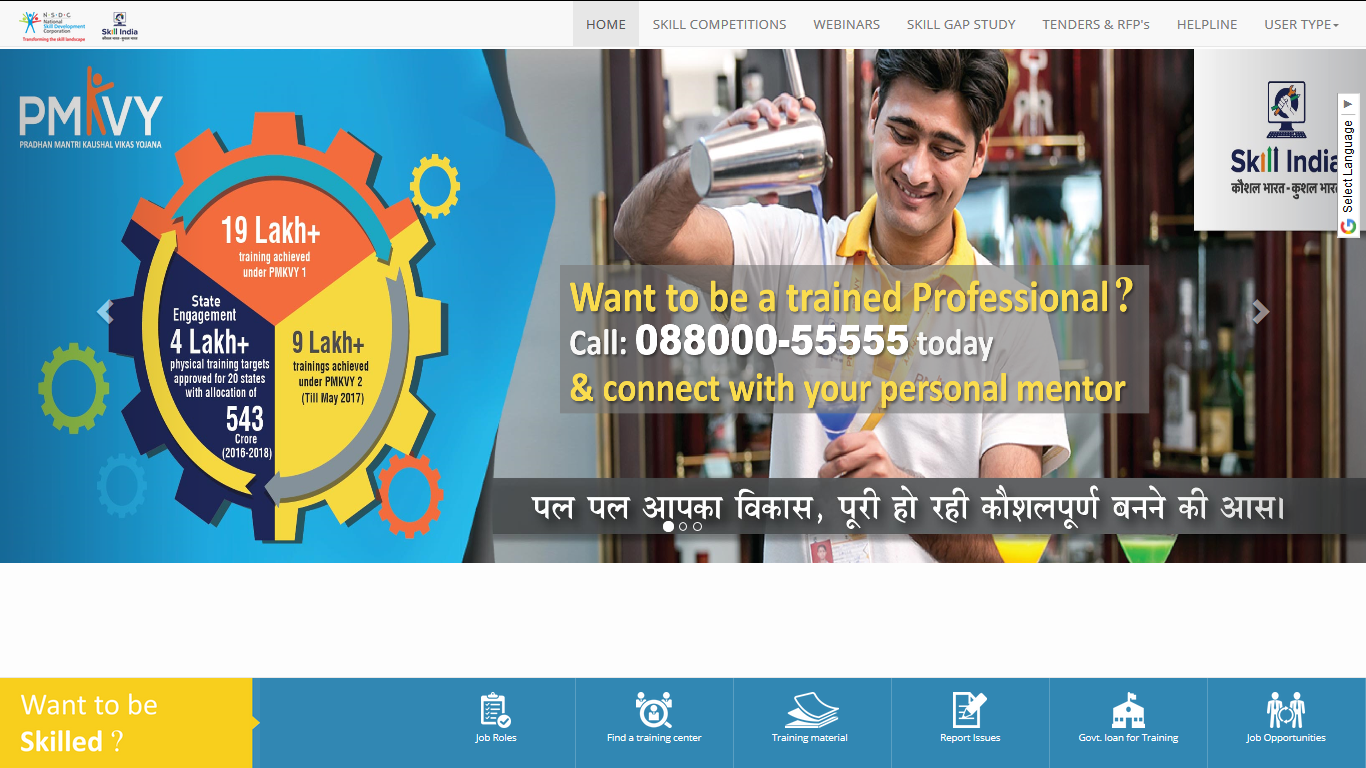 N·S·D·C
National
Skill Development
Corporation
Transforming the skill landscape
Skill India
कौशल भारत - कुशल भारत
HOME
SKILL COMPETITIONS
WEBINARS
SKILL GAP STUDY
TENDERS & RFP's
HELPLINE
USER TYPE
PMKVY
PRADHAN MANTRI KAUSHAL VIKAS YOJANA
19 Lakh+
training achieved
under PMKVY 1
State
Engagement
4 Lakh+
physical training targets
approved for 20 states
with allocation of
543
Crore
(2016-2018)
9 Lakh+
trainings achieved
under PMKVY 2
(Till May 2017)
Skill India
कौशल भारत - कुशल भारत
Select Language
Want to be a trained Professional?
Call: 088000-55555 today
& connect with your personal mentor
पल पल आपका विकास, पूरी हो रही कौशलपूर्ण बनने की आस।
Want to be
Skilled ?
Job Roles
Find a training center
Training material
Report Issues
Govt. loan for Training
Job Opportunities